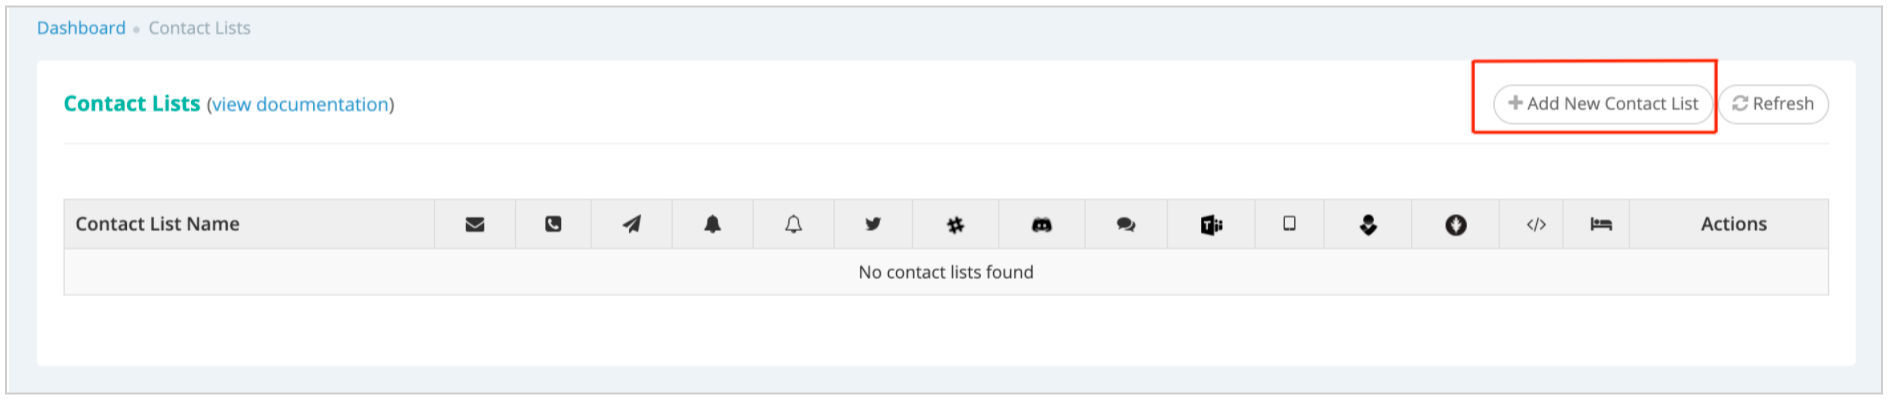 Dashboard Contact Lists
Contact Lists (view documentation)
Add New Contact List Refresh
Contact List Name </> Actions
No contact lists found